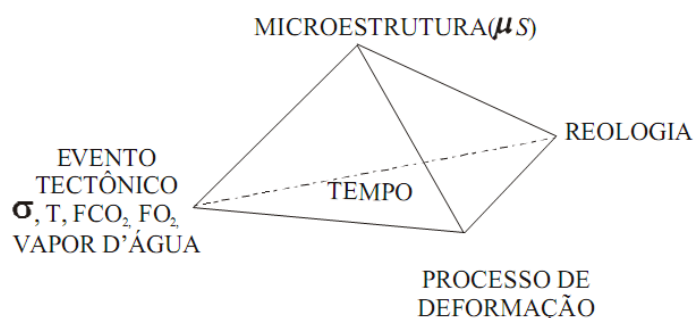 MICROESTRUTURA(μS)
REOLOGIA
EVENTO
TECTÔNICO
σ, T, FCO₂, FO₂,
VAPOR D'ÁGUA
TEMPO
PROCESSO DE
DEFORMAÇÃO